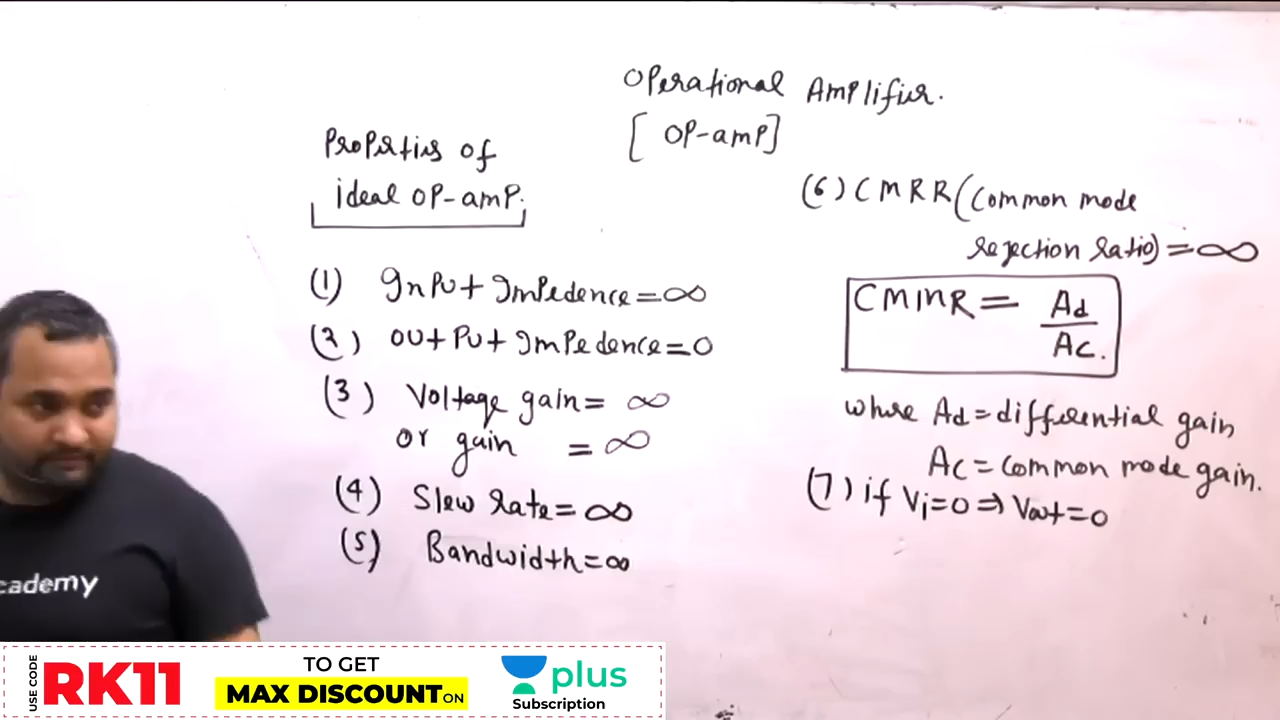 Operational Amplifier.
[OP-amp]
Properties of
ideal OP-amp.
(1) Input Impedence=∞
(2) output Impedence=0
(3) Voltage gain= ∞
or gain = ∞
(4) Slew rate=∞
(5) Bandwidth=∞
(6) CMRR (Common mode
rejection ratio)=∞
CMRR = Ad
Ac.
where Ad=differential gain
Ac=Common mode gain.
(7) if Vi=0⇒Vout=0
cademy
USE CODE
RK11
TO GET
MAX DISCOUNT ON
plus
Subscription